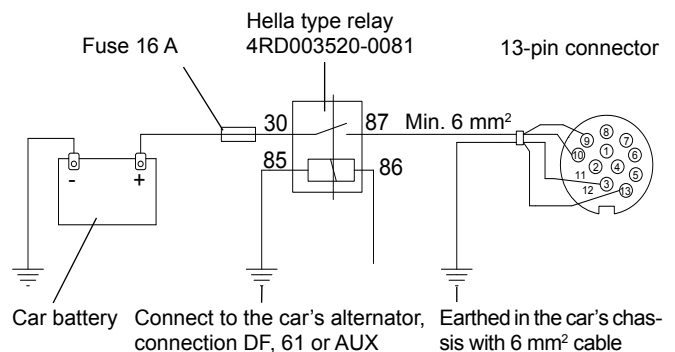 Hella type relay
4RD003520-0081
Fuse 16 A
13-pin connector
30
87
Min. 6 mm²
85
86
-
+
8
9
7
1
10
6
2
4
11
5
3
12
13
Car battery
Connect to the car's alternator,
connection DF, 61 or AUX
Earthed in the car's chas-
sis with 6 mm² cable